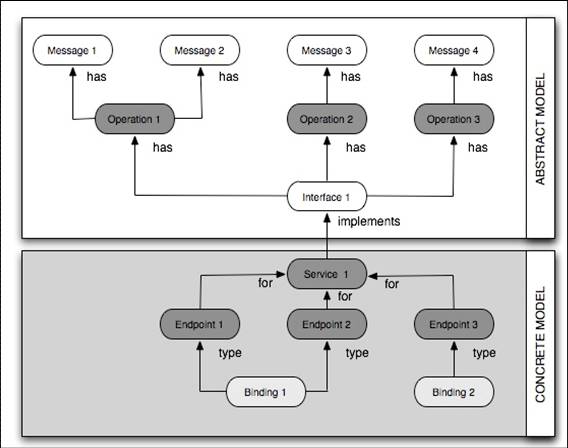 Message 1
Message 2
Message 3
Message 4
has
has
has
has
Operation 1
Operation 2
Operation 3
has
has
has
Interface 1
implements
ABSTRACT MODEL
Service 1
for
for
for
Endpoint 1
Endpoint 2
Endpoint 3
type
type
type
Binding 1
Binding 2
CONCRETE MODEL